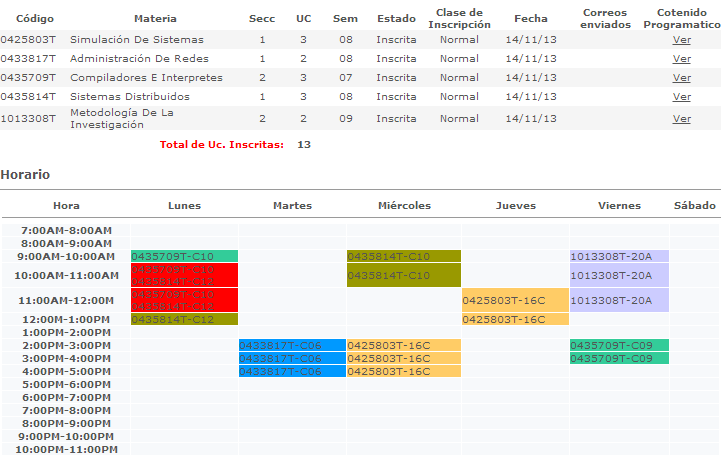 Código Materia Secc UC Sem Estado Clase de Inscripción Fecha Correos enviados Cotenido Programatico
0425803T Simulación De Sistemas 1 3 08 Inscrita Normal 14/11/13 Ver
0433817T Administración De Redes 1 2 08 Inscrita Normal 14/11/13 Ver
0435709T Compiladores E Interpretes 2 3 07 Inscrita Normal 14/11/13 Ver
0435814T Sistemas Distribuidos 1 3 08 Inscrita Normal 14/11/13 Ver
1013308T Metodología De La Investigación 2 2 09 Inscrita Normal 14/11/13 Ver
Total de Uc. Inscritas: 13
Horario
Hora Lunes Martes Miércoles Jueves Viernes Sábado
7:00AM-8:00AM
8:00AM-9:00AM
9:00AM-10:00AM 0435709T-C10 0435814T-C10 1013308T-20A
10:00AM-11:00AM 0435709T-C10 0435814T-C12 0435814T-C10 1013308T-20A
11:00AM-12:00M 0435709T-C10 0435814T-C12 0425803T-16C 1013308T-20A
12:00M-1:00PM 0435814T-C12 0425803T-16C
1:00PM-2:00PM
2:00PM-3:00PM 0433817T-C06 0425803T-16C 0435709T-C09
3:00PM-4:00PM 0433817T-C06 0425803T-16C 0435709T-C09
4:00PM-5:00PM 0433817T-C06 0425803T-16C
5:00PM-6:00PM
6:00PM-7:00PM
7:00PM-8:00PM
8:00PM-9:00PM
9:00PM-10:00PM
10:00PM-11:00PM